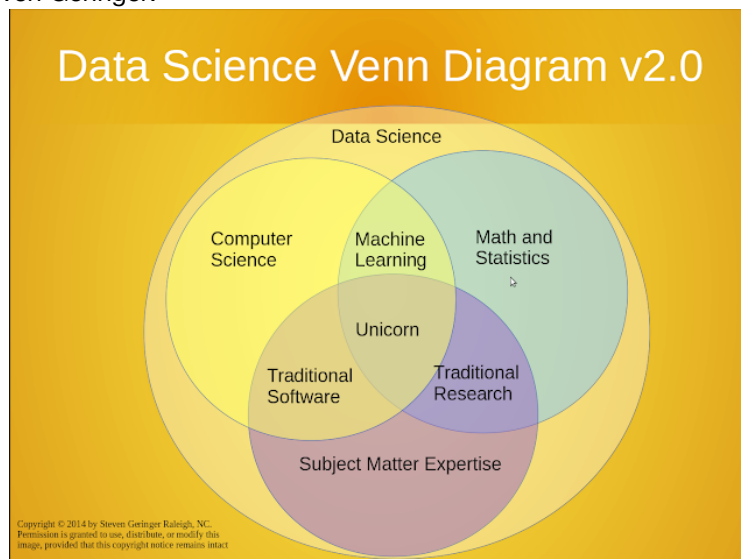 Data Science Venn Diagram v2.0
Data Science
Computer
Science
Machine
Learning
Math and
Statistics
Unicorn
Traditional
Software
Traditional
Research
Subject Matter Expertise
Copyright © 2014 by Steven Geringer Raleigh, NC.
Permission is granted to use, distribute, or modify this
image, provided that this copyright notice remains intact